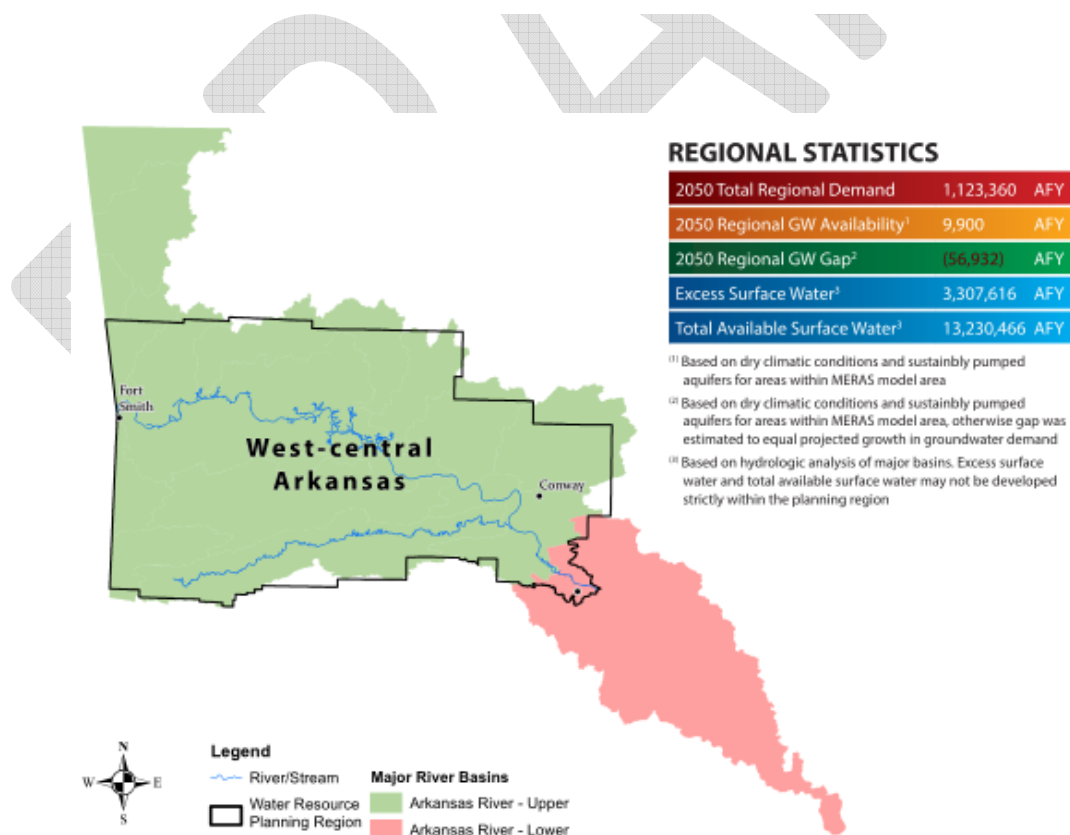 REGIONAL STATISTICS
2050 Total Regional Demand 1,123,360 AFY
2050 Regional GW Availability¹ 9,900 AFY
2050 Regional GW Gap² (56,932) AFY
Excess Surface Water³ 3,307,616 AFY
Total Available Surface Water³ 13,230,466 AFY
(1) Based on dry climatic conditions and sustainbly pumped
aquifers for areas within MERAS model area
(2) Based on dry climatic conditions and sustainbly pumped
aquifers for areas within MERAS model area, otherwise gap was
estimated to equal projected growth in groundwater demand
(3) Based on hydrologic analysis of major basins. Excess surface
water and total available surface water may not be developed
strictly within the planning region
Fort
Smith
West-central
Arkansas
Conway
N
W E
S
Legend
River/Stream
Water Resource
Planning Region
Major River Basins
Arkansas River - Upper
Arkansas River - Lower